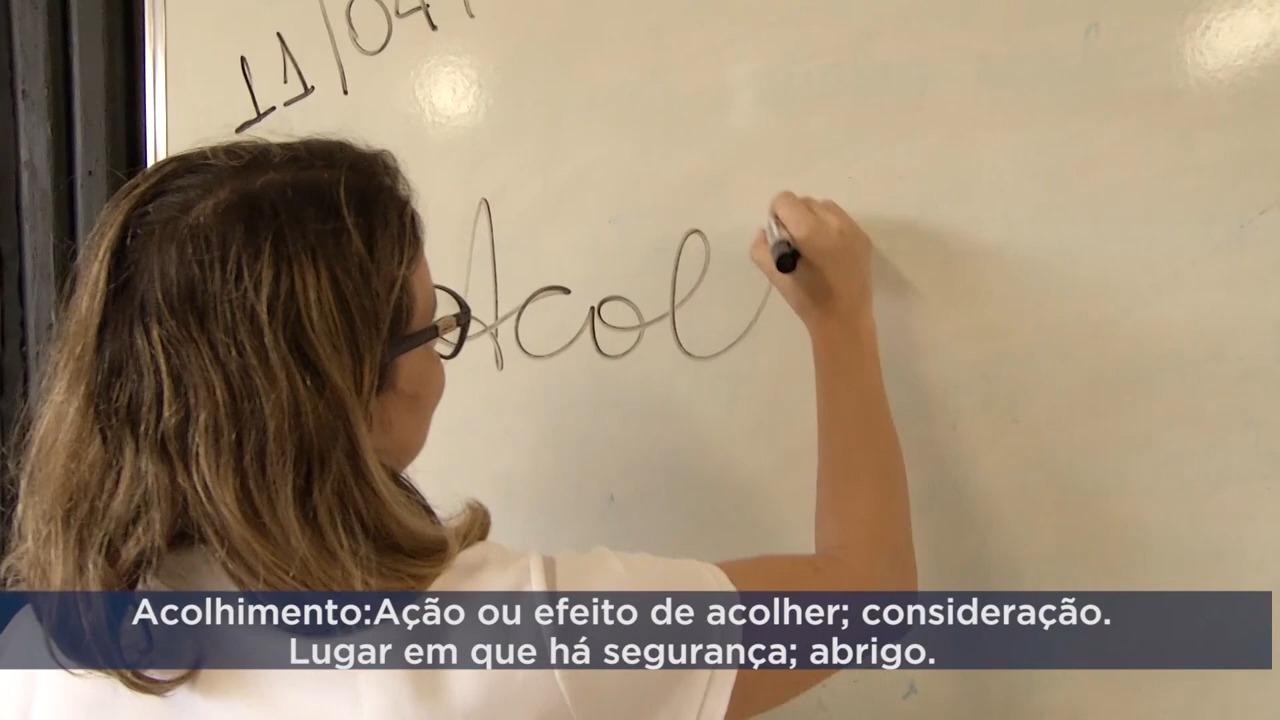 11/04/
Acol
Acolhimento:Ação ou efeito de acolher; consideração.
Lugar em que há segurança; abrigo.